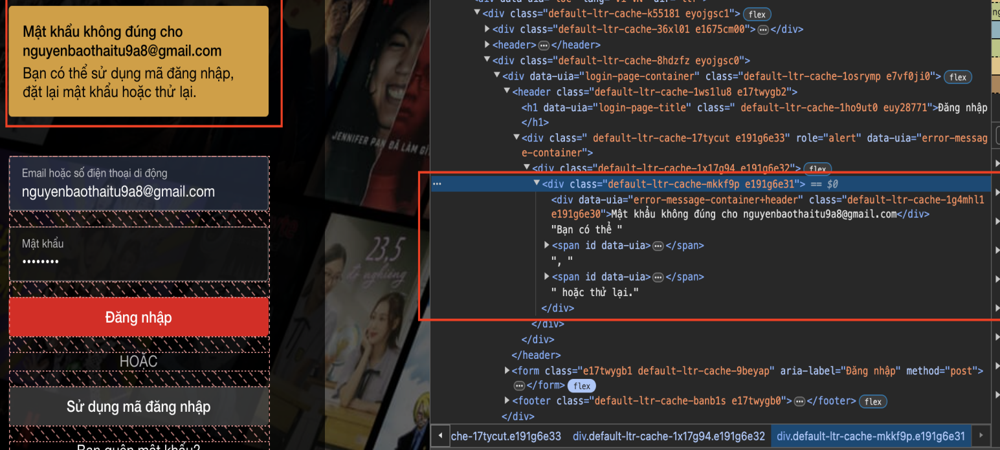 Mật khẩu không đúng cho
nguyenbaothaitu9a8@gmail.com
Bạn có thể sử dụng mã đăng nhập,
đặt lại mật khẩu hoặc thử lại.
JENNIFER PAN ĐÃ LÀM GÌ
Email hoặc số điện thoại di động
nguyenbaothaitu9a8@gmail.com
Mật khẩu
••••••••
23,5
độ nghiêng
Đăng nhập
HOẶC
Sử dụng mã đăng nhập
Bạn quên mật khẩu?
▼<div class="default-ltr-cache-k55181 eyojgsc1"> flex
▶<div class="default-ltr-cache-36xl01 e1675cm00">…</div>
▶<header>…</header>
▼<div class="default-ltr-cache-8hdzfz eyojgsc0">
▼<div data-uia="login-page-container" class="default-ltr-cache-1osrymp e7vf0ji0"> flex
▼<header class="default-ltr-cache-1ws1lu8 e17twygb2">
<h1 data-uia="login-page-title" class=" default-ltr-cache-1ho9ut0 euy28771">Đăng nhập
</h1>
▼<div class=" default-ltr-cache-17tycut e191g6e33" role="alert" data-uia="error-messag
e-container">
▼<div class="default-ltr-cache-1x17g94 e191g6e32"> flex
… ▼<div class="default-ltr-cache-mkkf9p e191g6e31"> == $0
<div data-uia="error-message-container+header" class="default-ltr-cache-1g4mhl1
e191g6e30">Mật khẩu không đúng cho nguyenbaothaitu9a8@gmail.com</div>
"Bạn có thể "
▶<span id data-uia>…</span>
", "
▶<span id data-uia>…</span>
" hoặc thử lại."
</div>
</div>
</div>
</header>
▶<form class="e17twygb1 default-ltr-cache-9beyap" aria-label="Đăng nhập" method="post">
…</form> flex
▶<footer class="default-ltr-cache-banb1s e17twygb0">…</footer> flex
</div>
che-17tycut.e191g6e33 div.default-ltr-cache-1x17g94.e191g6e32 div.default-ltr-cache-mkkf9p.e191g6e31